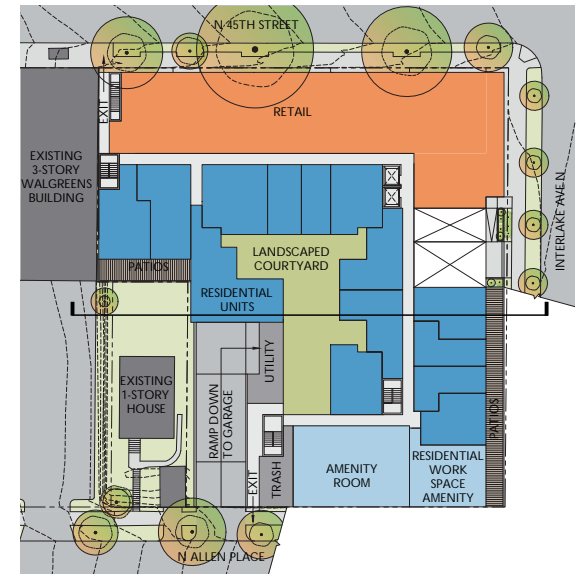 N 45TH STREET
EXIT
RETAIL
EXISTING
3-STORY
WALGREENS
BUILDING
INTERLAKE AVE N
LANDSCAPED
COURTYARD
PATIOS
RESIDENTIAL
UNITS
EXISTING
1-STORY
HOUSE
RAMP DOWN
TO GARAGE
UTILITY
PATIOS
AMENITY
ROOM
RESIDENTIAL
WORK
SPACE
AMENITY
TRASH
EXIT
N ALLEN PLACE